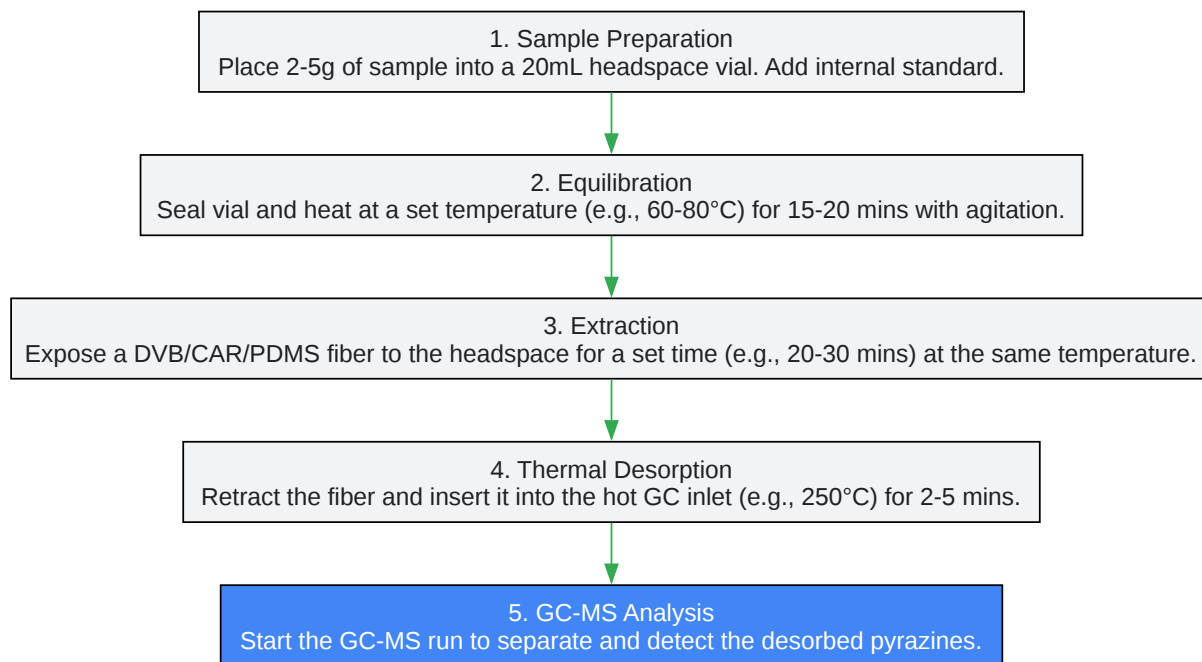 1. Sample Preparation
Place 2-5g of sample into a 20mL headspace vial. Add internal standard.
2. Equilibration
Seal vial and heat at a set temperature (e.g., 60-80°C) for 15-20 mins with agitation.
3. Extraction
Expose a DVB/CAR/PDMS fiber to the headspace for a set time (e.g., 20-30 mins) at the same temperature.
4. Thermal Desorption
Retract the fiber and insert it into the hot GC inlet (e.g., 250°C) for 2-5 mins.
5. GC-MS Analysis
Start the GC-MS run to separate and detect the desorbed pyrazines.